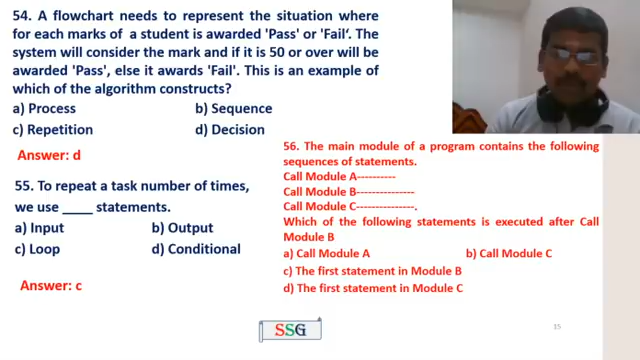 54. A flowchart needs to represent the situation where
for each marks of a student is awarded 'Pass' or 'Fail'. The
system will consider the mark and if it is 50 or over will be
awarded 'Pass', else it awards 'Fail'. This is an example of
which of the algorithm constructs?
a) Process b) Sequence
c) Repetition d) Decision
Answer: d
55. To repeat a task number of times,
we use ____ statements.
a) Input b) Output
c) Loop d) Conditional
Answer: c
56. The main module of a program contains the following
sequences of statements.
Call Module A----------
Call Module B---------------
Call Module C---------------.
Which of the following statements is executed after Call
Module B
a) Call Module A b) Call Module C
c) The first statement in Module B
d) The first statement in Module C
SSG
35